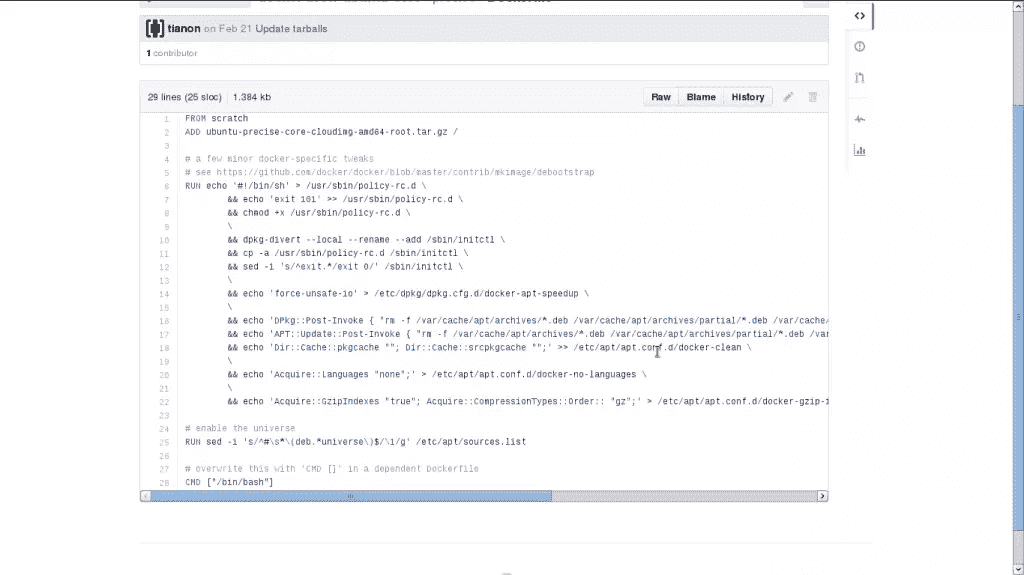 tianon on Feb 21 Update tarballs
1 contributor
29 lines (25 sloc) 1.384 kb Raw Blame History
1 FROM scratch
2 ADD ubuntu-precise-core-cloudimg-amd64-root.tar.gz /
3
4 # a few minor docker-specific tweaks
5 # see https://github.com/docker/docker/blob/master/contrib/mkimage/debootstrap
6 RUN echo '#!/bin/sh' > /usr/sbin/policy-rc.d \
7 && echo 'exit 101' >> /usr/sbin/policy-rc.d \
8 && chmod +x /usr/sbin/policy-rc.d \
9 \
10 && dpkg-divert --local --rename --add /sbin/initctl \
11 && cp -a /usr/sbin/policy-rc.d /sbin/initctl \
12 && sed -i 's/^exit.*/exit 0/' /sbin/initctl \
13 \
14 && echo 'force-unsafe-io' > /etc/dpkg/dpkg.cfg.d/docker-apt-speedup \
15 \
16 && echo 'DPkg::Post-Invoke { "rm -f /var/cache/apt/archives/*.deb /var/cache/apt/archives/partial/*.deb /var/cache/
17 && echo 'APT::Update::Post-Invoke { "rm -f /var/cache/apt/archives/*.deb /var/cache/apt/archives/partial/*.deb /var
18 && echo 'Dir::Cache::pkgcache ""; Dir::Cache::srcpkgcache "";' >> /etc/apt/apt.conf.d/docker-clean \
19 \
20 && echo 'Acquire::Languages "none";' > /etc/apt/apt.conf.d/docker-no-languages \
21 \
22 && echo 'Acquire::GzipIndexes "true"; Acquire::CompressionTypes::Order:: "gz";' > /etc/apt/apt.conf.d/docker-gzip-i
23
24 # enable the universe
25 RUN sed -i 's/^#\s*\(deb.*universe\)$/\1/g' /etc/apt/sources.list
26
27 # overwrite this with 'CMD []' in a dependent Dockerfile
28 CMD ["/bin/bash"]